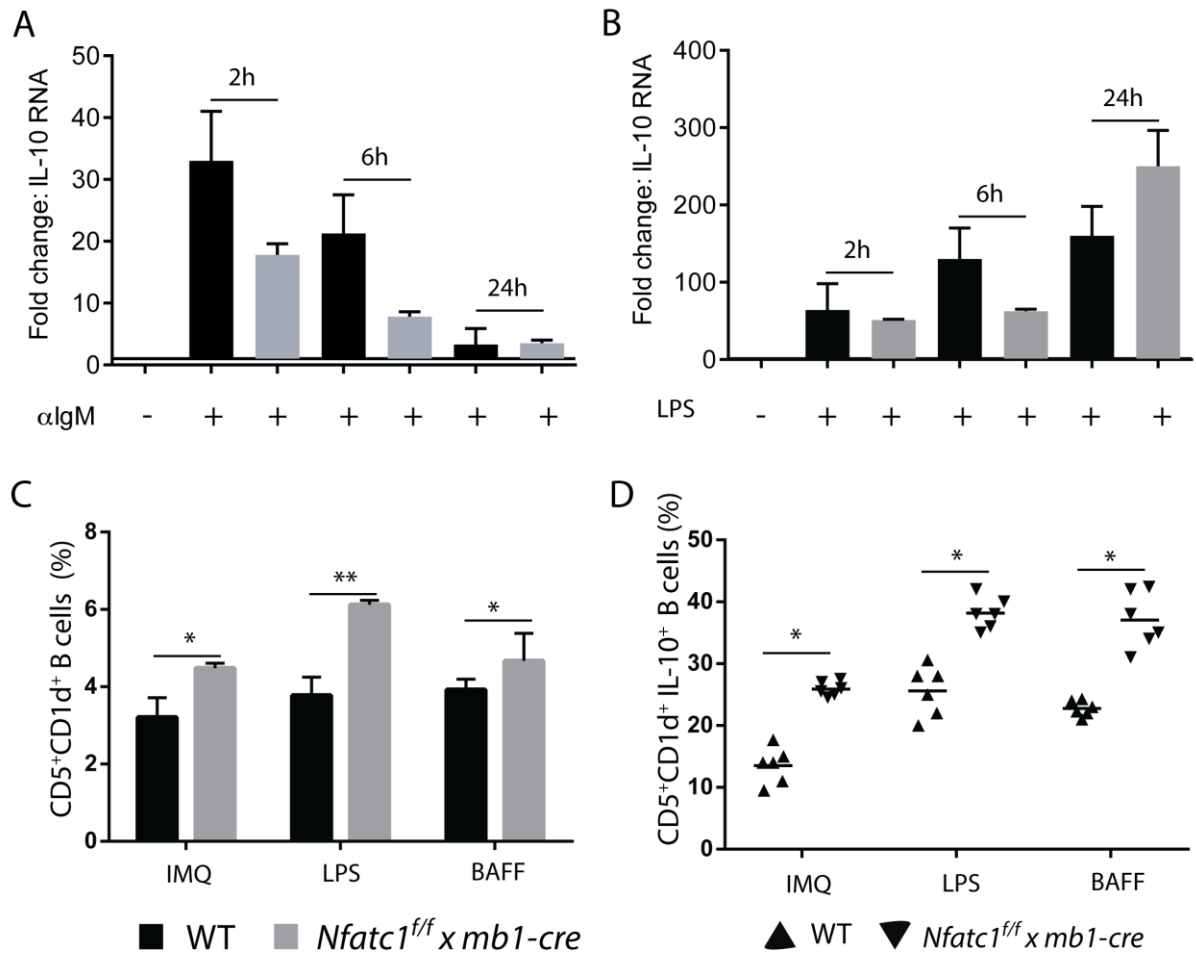 A
Fold change: IL-10 RNA
50
40
30
20
10
0
2h
6h
24h
αIgM - + + + + + +
B
Fold change: IL-10 RNA
400
300
200
100
0
2h
6h
24h
LPS - + + + + + +
C
CD5⁺CD1d⁺ B cells (%)
8
6
4
2
0
*
**
*
IMQ LPS BAFF
WT Nfatc1ᶠ/ᶠ x mb1-cre
D
CD5⁺CD1d⁺ IL-10⁺ B cells (%)
50
40
30
20
10
0
*
*
*
IMQ LPS BAFF
WT Nfatc1ᶠ/ᶠ x mb1-cre